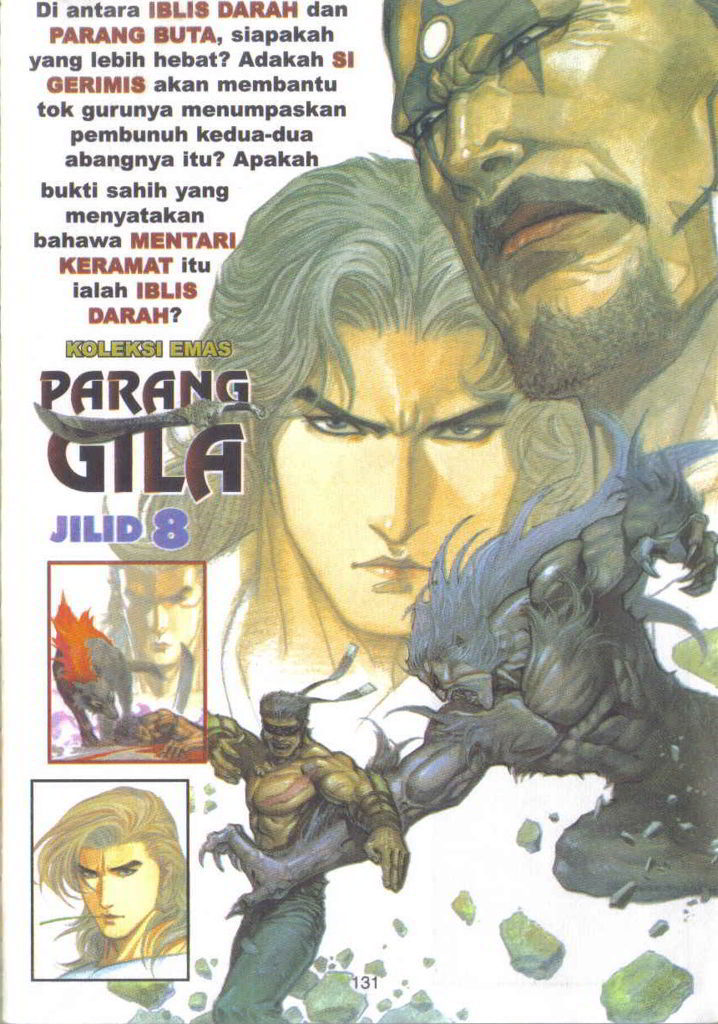 Di antara IBLIS DARAH dan
PARANG BUTA, siapakah
yang lebih hebat? Adakah SI
GERIMIS akan membantu
tok gurunya menumpaskan
pembunuh kedua-dua
abangnya itu? Apakah
bukti sahih yang
menyatakan
bahawa MENTARI
KERAMAT itu
ialah IBLIS
DARAH?
KOLEKSI EMAS
PARANG
GILA
JILID 8
131